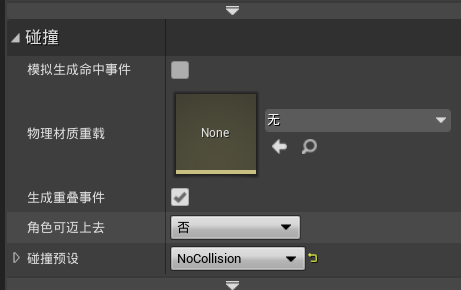 碰撞
模拟生成命中事件
物理材质重载
None
无
生成重叠事件
角色可迈上去
否
碰撞预设
NoCollision